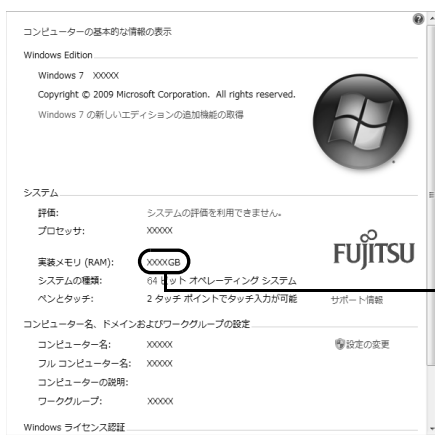 コンピューターの基本的な情報の表示
Windows Edition
Windows 7 XXXXX
Copyright © 2009 Microsoft Corporation. All rights reserved.
Windows 7 の新しいエディションの追加機能の取得
システム
評価: システムの評価を利用できません。
プロセッサ: XXXXX
実装メモリ (RAM): XXXXGB
システムの種類: 64 ビット オペレーティング システム
ペンとタッチ: 2 タッチ ポイントでタッチ入力が可能
FUJITSU
サポート情報
コンピューター名、ドメインおよびワークグループの設定
コンピューター名: XXXXX
設定の変更
フル コンピューター名: XXXXX
コンピューターの説明:
ワークグループ: XXXXX
Windows ライセンス認証